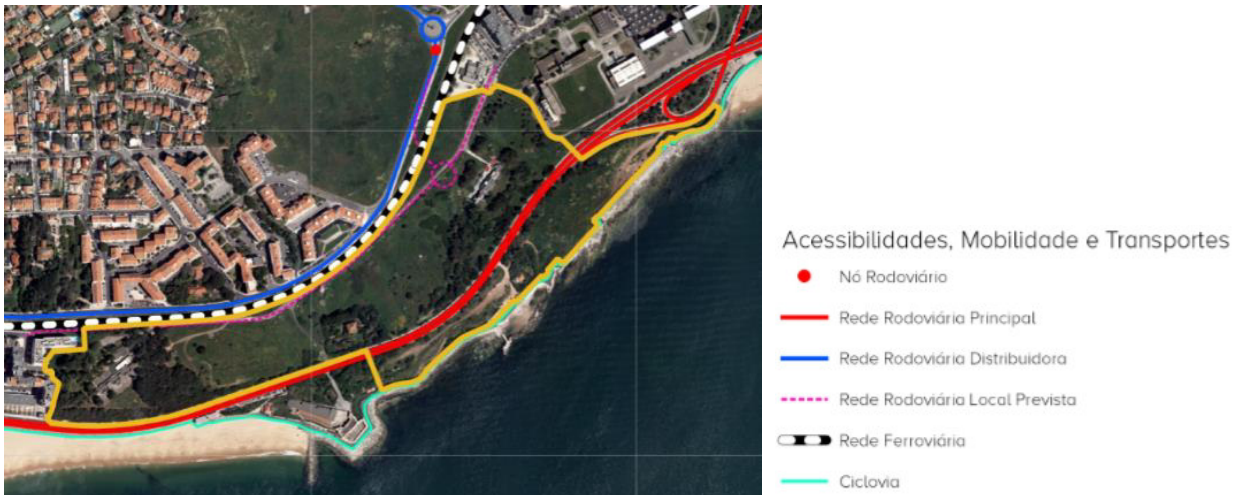 Acessibilidades, Mobilidade e Transportes
Nó Rodoviário
Rede Rodoviária Principal
Rede Rodoviária Distribuidora
Rede Rodoviária Local Prevista
Rede Ferroviária
Ciclovia